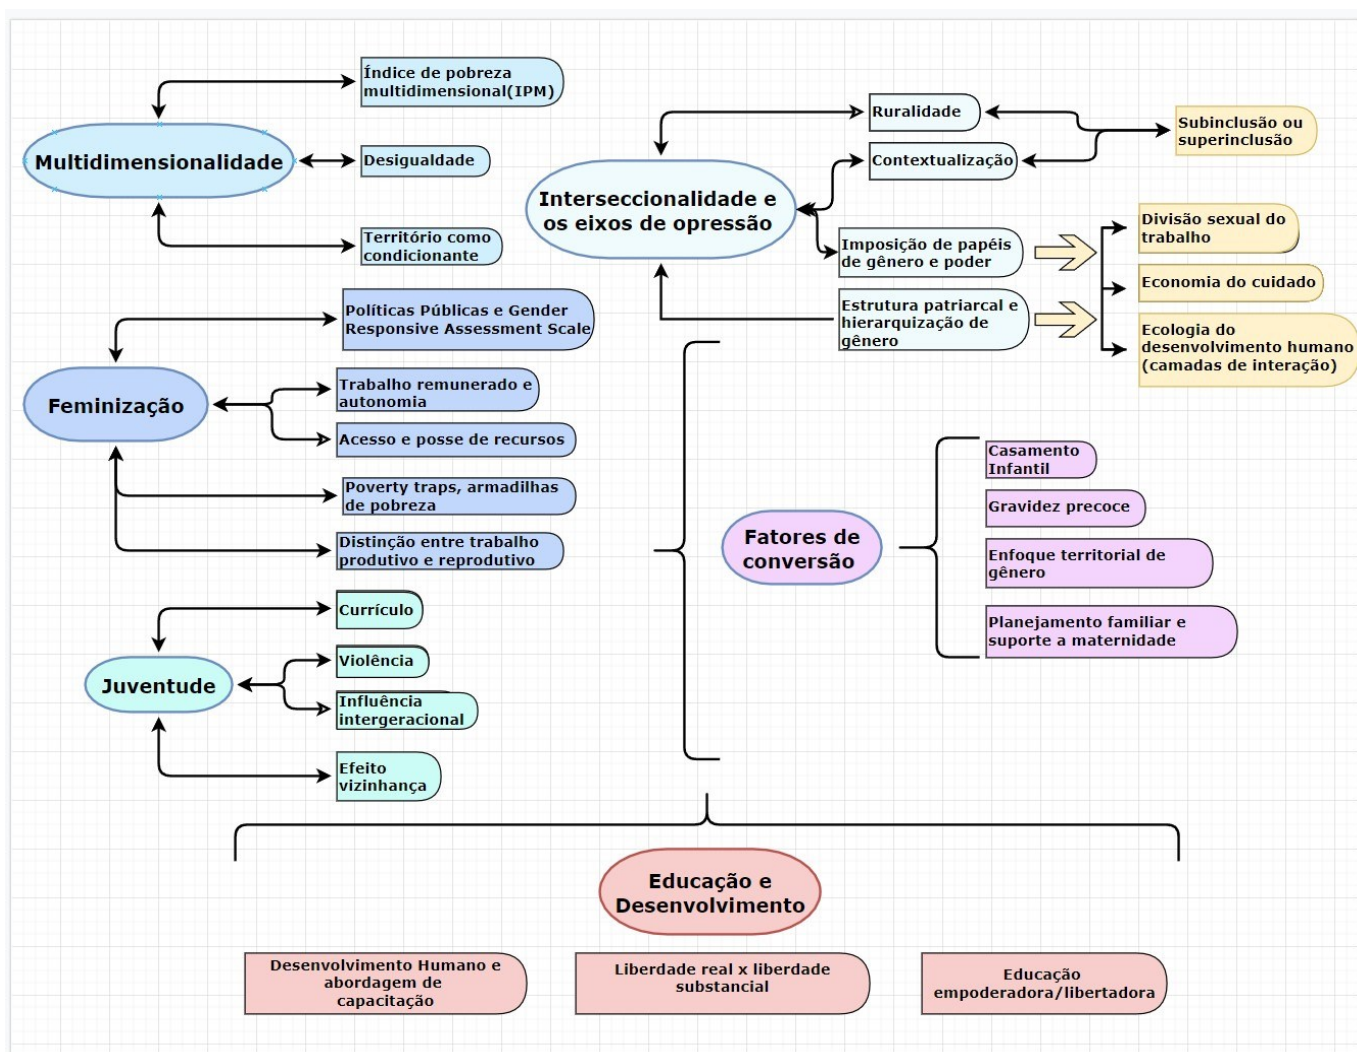 Multidimensionalidade
Índice de pobreza
multidimensional(IPM)
Desigualdade
Território como
condicionante
Interseccionalidade e
os eixos de opressão
Ruralidade
Contextualização
Subinclusão ou
superinclusão
Imposição de papéis
de gênero e poder
Estrutura patriarcal e
hierarquização de
gênero
Divisão sexual do
trabalho
Economia do cuidado
Ecologia do
desenvolvimento humano
(camadas de interação)
Feminização
Políticas Públicas e Gender
Responsive Assessment Scale
Trabalho remunerado e
autonomia
Acesso e posse de recursos
Poverty traps, armadilhas
de pobreza
Distinção entre trabalho
produtivo e reprodutivo
Fatores de
conversão
Casamento
Infantil
Gravidez precoce
Enfoque territorial de
gênero
Planejamento familiar e
suporte a maternidade
Juventude
Currículo
Violência
Influência
intergeracional
Efeito
vizinhança
Educação e
Desenvolvimento
Desenvolvimento Humano e
abordagem de
capacitação
Liberdade real x liberdade
substancial
Educação
empoderadora/libertadora